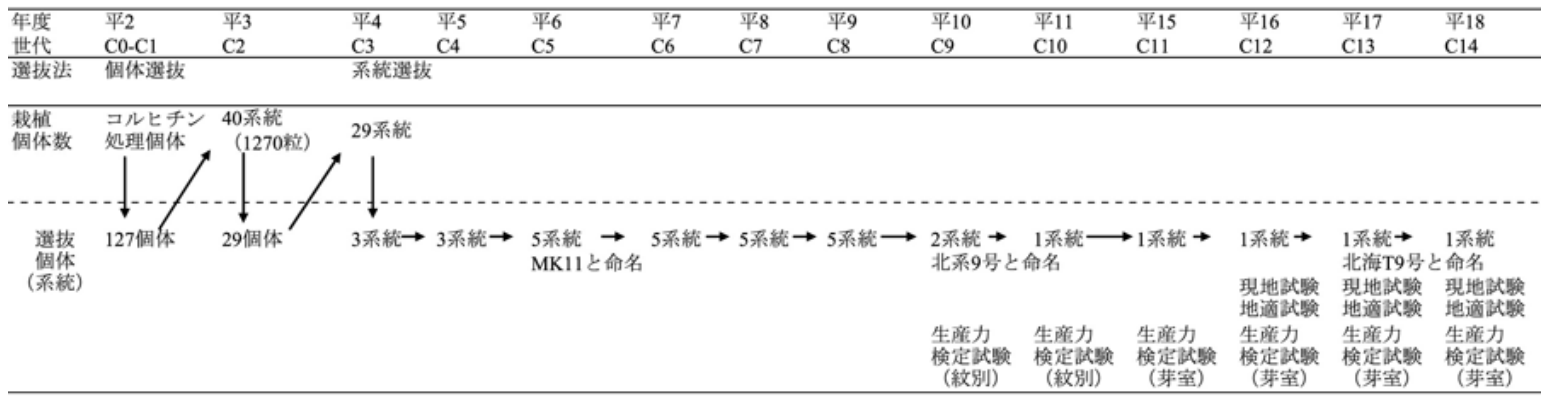 年度 平2 平3 平4 平5 平6 平7 平8 平9 平10 平11 平15 平16 平17 平18
世代 C0-C1 C2 C3 C4 C5 C6 C7 C8 C9 C10 C11 C12 C13 C14
選抜法 個体選抜 系統選抜
栽植 コルヒチン 40系統 29系統
個体数 処理個体 （1270粒）
選抜 127個体 29個体 3系統 3系統 5系統 5系統 5系統 5系統 2系統 1系統 1系統 1系統 1系統 1系統
個体 MK11と命名 北系9号と命名 北海T9号と命名
（系統） 現地試験 現地試験 現地試験
地適試験 地適試験 地適試験
生産力 生産力 生産力 生産力 生産力 生産力
検定試験 検定試験 検定試験 検定試験 検定試験 検定試験
（紋別） （紋別） （芽室） （芽室） （芽室） （芽室）